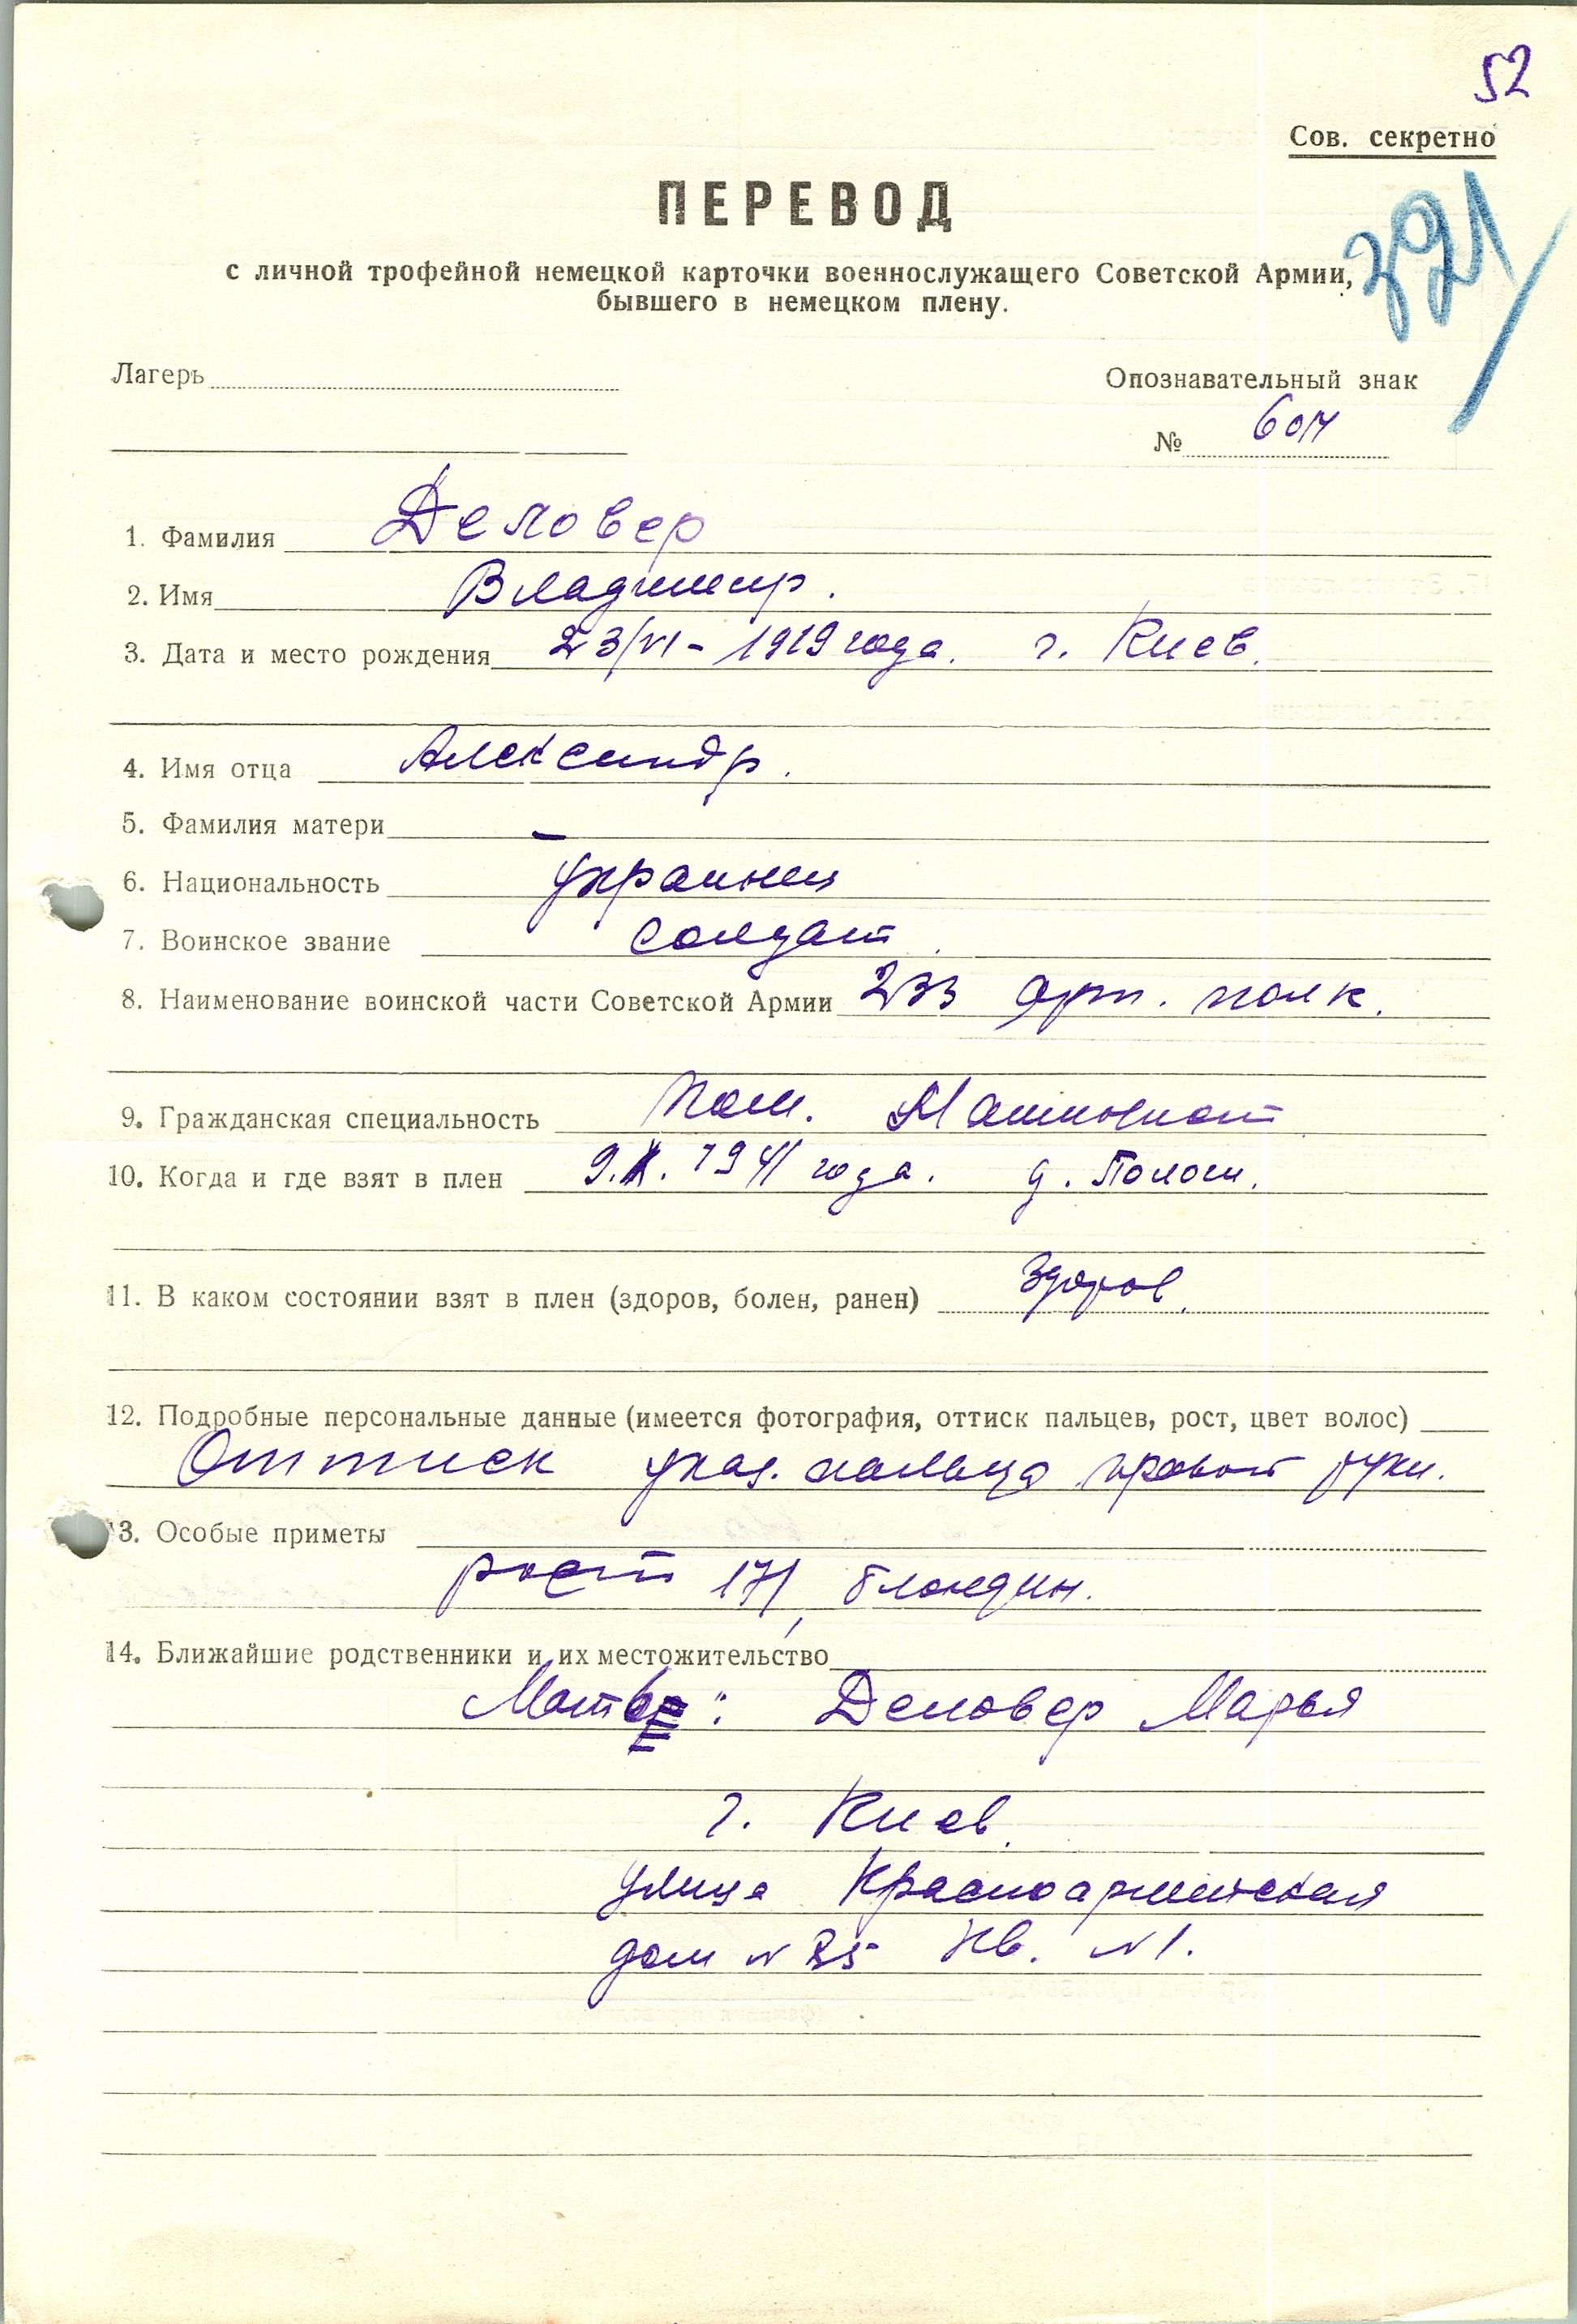 52
Сов. секретно
ПЕРЕВОД
с личной трофейной немецкой карточки военнослужащего Советской Армии,
бывшего в немецком плену.
Лагерь
Опознавательный знак
№
1. Фамилия Деловер
2. Имя Владимир.
3. Дата и место рождения 23/VI - 1919 года. г. Киев.
4. Имя отца Александр.
5. Фамилия матери —
6. Национальность Украинец
7. Воинское звание Солдат.
8. Наименование воинской части Советской Армии 233 Арт. полк.
9. Гражданская специальность Пом. Машинист
10. Когда и где взят в плен 9.X.1941 года. д. Пологи.
11. В каком состоянии взят в плен (здоров, болен, ранен) Здоров.
12. Подробные персональные данные (имеется фотография, оттиск пальцев, рост, цвет волос)
Оттиск указ. пальца правой руки.
13. Особые приметы
рост 171, блондин.
14. Ближайшие родственники и их местожительство
Мать: Деловер Марья
г. Киев.
улица Красноармейская
дом № кв. № 1.